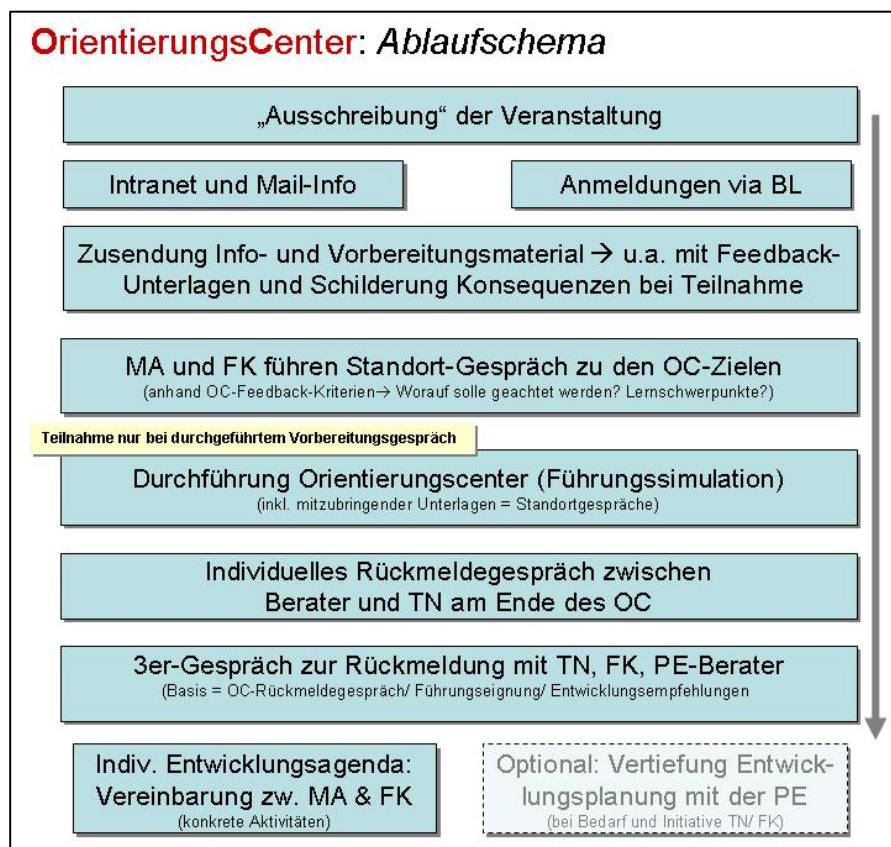 OrientierungsCenter: Ablaufschema
„Ausschreibung“ der Veranstaltung
Intranet und Mail-Info
Anmeldungen via BL
Zusendung Info- und Vorbereitungsmaterial → u.a. mit Feedback-
Unterlagen und Schilderung Konsequenzen bei Teilnahme
MA und FK führen Standort-Gespräch zu den OC-Zielen
(anhand OC-Feedback-Kriterien→ Worauf solle geachtet werden? Lernschwerpunkte?)
Teilnahme nur bei durchgeführtem Vorbereitungsgespräch
Durchführung Orientierungscenter (Führungssimulation)
(inkl. mitzubringender Unterlagen = Standortgespräche)
Individuelles Rückmeldegespräch zwischen
Berater und TN am Ende des OC
3er-Gespräch zur Rückmeldung mit TN, FK, PE-Berater
(Basis = OC-Rückmeldegespräch/ Führungseignung/ Entwicklungsempfehlungen
Indiv. Entwicklungsagenda:
Vereinbarung zw. MA & FK
(konkrete Aktivitäten)
Optional: Vertiefung Entwick-
lungsplanung mit der PE
(bei Bedarf und Initiative TN/ FK)